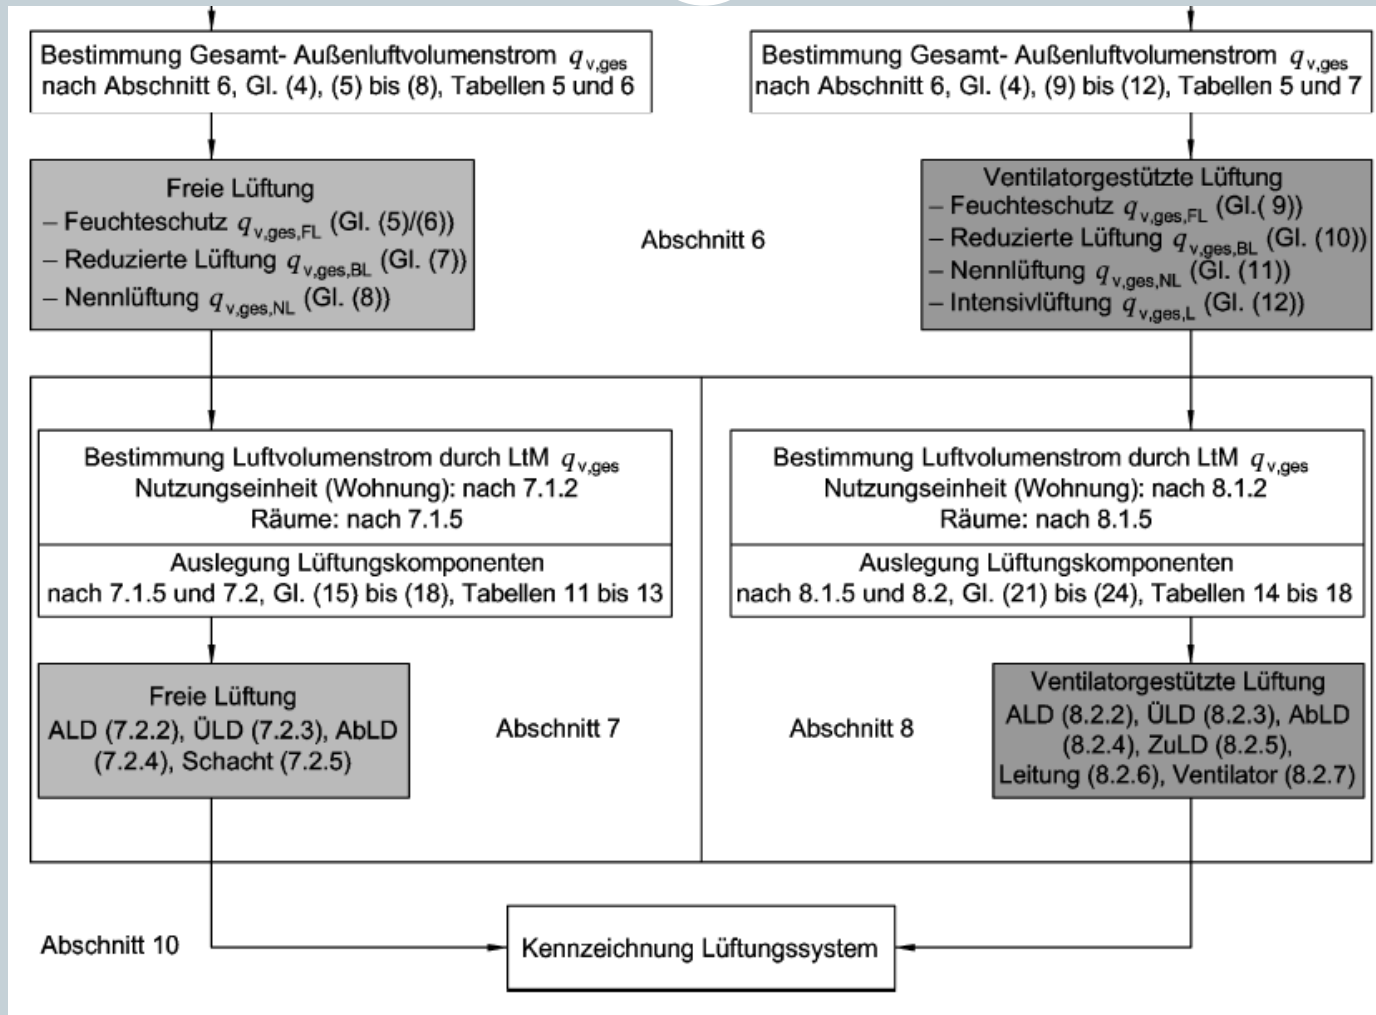 Bestimmung Gesamt- Außenluftvolumenstrom q v,ges
nach Abschnitt 6, Gl. (4), (5) bis (8), Tabellen 5 und 6
Bestimmung Gesamt- Außenluftvolumenstrom q v,ges
nach Abschnitt 6, Gl. (4), (9) bis (12), Tabellen 5 und 7
Freie Lüftung
– Feuchteschutz q v,ges,FL (Gl. (5)/(6))
– Reduzierte Lüftung q v,ges,BL (Gl. (7))
– Nennlüftung q v,ges,NL (Gl. (8))
Abschnitt 6
Ventilatorgestützte Lüftung
– Feuchteschutz q v,ges,FL (Gl.( 9))
– Reduzierte Lüftung q v,ges,BL (Gl. (10))
– Nennlüftung q v,ges,NL (Gl. (11))
– Intensivlüftung q v,ges,L (Gl. (12))
Bestimmung Luftvolumenstrom durch LtM q v,ges
Nutzungseinheit (Wohnung): nach 7.1.2
Räume: nach 7.1.5
Auslegung Lüftungskomponenten
nach 7.1.5 und 7.2, Gl. (15) bis (18), Tabellen 11 bis 13
Bestimmung Luftvolumenstrom durch LtM q v,ges
Nutzungseinheit (Wohnung): nach 8.1.2
Räume: nach 8.1.5
Auslegung Lüftungskomponenten
nach 8.1.5 und 8.2, Gl. (21) bis (24), Tabellen 14 bis 18
Freie Lüftung
ALD (7.2.2), ÜLD (7.2.3), AbLD
(7.2.4), Schacht (7.2.5)
Abschnitt 7
Abschnitt 8
Ventilatorgestützte Lüftung
ALD (8.2.2), ÜLD (8.2.3), AbLD
(8.2.4), ZuLD (8.2.5),
Leitung (8.2.6), Ventilator (8.2.7)
Abschnitt 10
Kennzeichnung Lüftungssystem